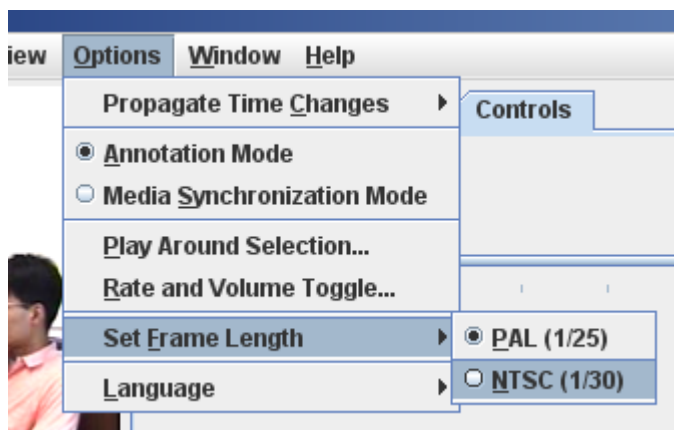 iew Options Window Help
Propagate Time Changes
Controls
Annotation Mode
Media Synchronization Mode
Play Around Selection...
Rate and Volume Toggle...
Set Frame Length
PAL (1/25)
Language
NTSC (1/30)